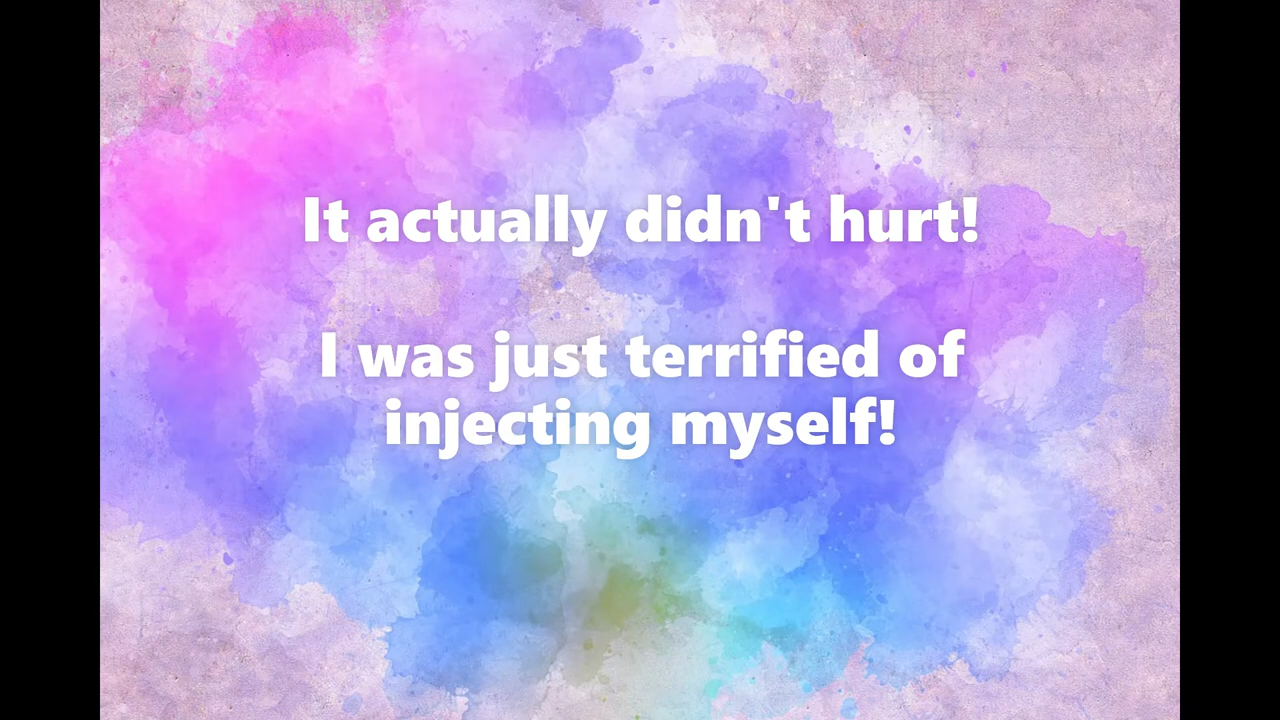 It actually didn't hurt!
I was just terrified of
injecting myself!